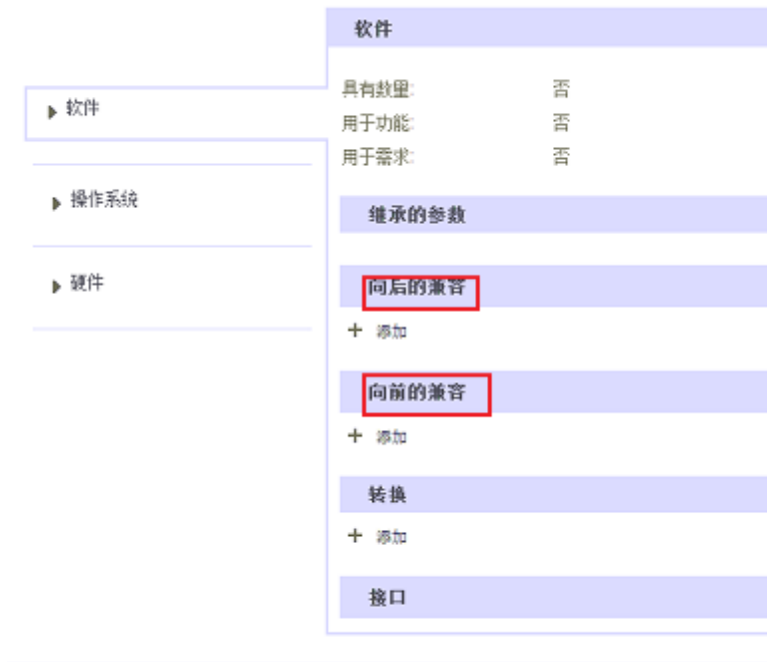 软件
软件
操作系统
硬件
具有数量: 否
用于功能: 否
用于需求: 否
继承的参数
向后的兼容
+ 添加
向前的兼容
+ 添加
转换
+ 添加
接口